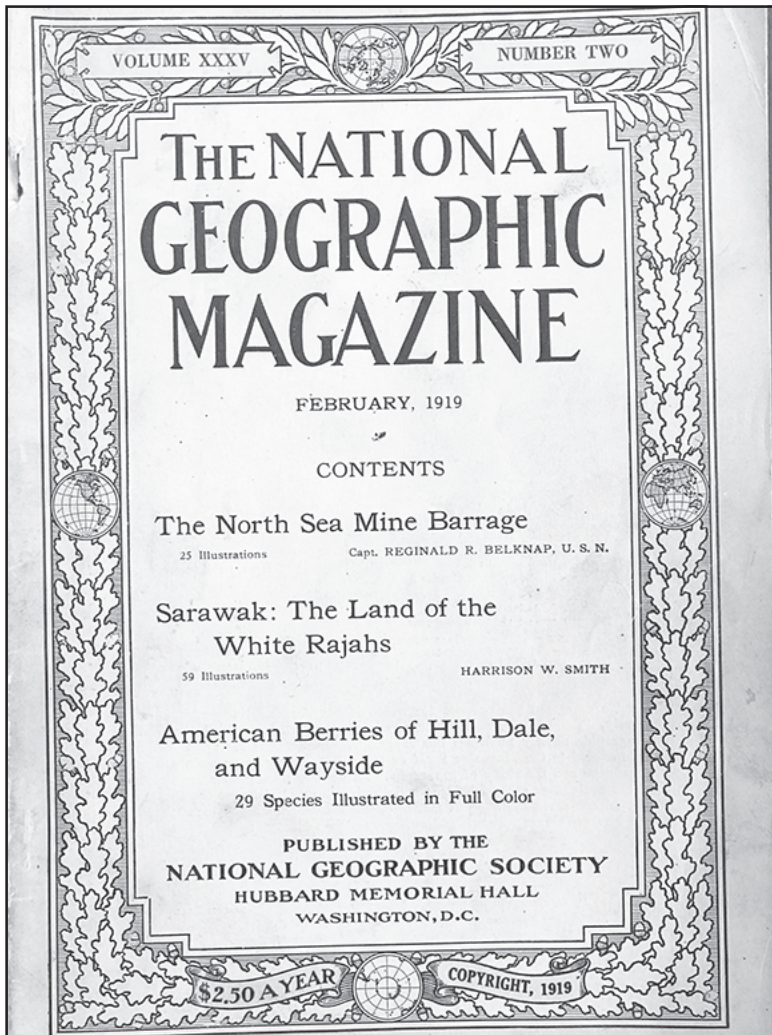 VOLUME XXXV
NUMBER TWO
THE NATIONAL
GEOGRAPHIC
MAGAZINE
FEBRUARY, 1919
CONTENTS
The North Sea Mine Barrage
25 Illustrations Capt. REGINALD R. BELKNAP, U. S. N.
Sarawak: The Land of the
White Rajahs
59 Illustrations HARRISON W. SMITH
American Berries of Hill, Dale,
and Wayside
29 Species Illustrated in Full Color
PUBLISHED BY THE
NATIONAL GEOGRAPHIC SOCIETY
HUBBARD MEMORIAL HALL
WASHINGTON, D.C.
$2.50 A YEAR
COPYRIGHT, 1919